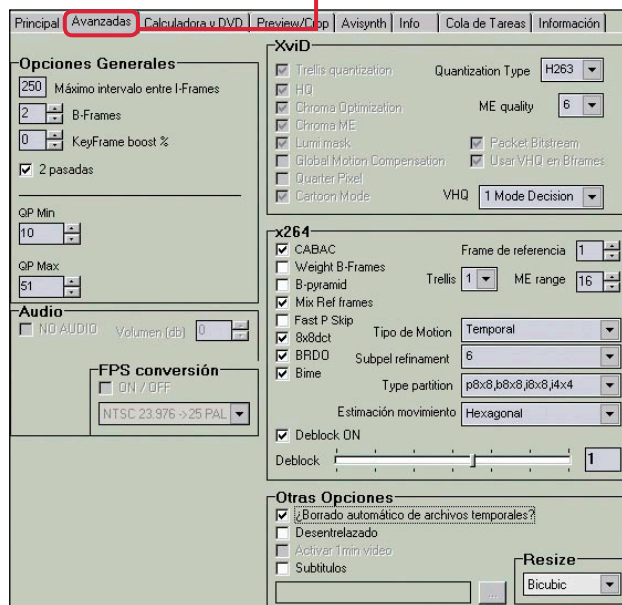 Principal Avanzadas Calculadora y DVD Preview/Crop Avisynth Info Cola de Tareas Información
Opciones Generales
250 Máximo intervalo entre I-Frames
2 B-Frames
0 KeyFrame boost %
2 pasadas
QP Min
10
QP Max
51
Audio
NO AUDIO Volumen (db) 0
FPS conversión
ON / OFF
NTSC 23.976 ->25 PAL
XviD
Trellis quantization Quantization Type H263
HQ
Chroma Optimization ME quality 6
Chroma ME
Lumi mask Packet Bitstream
Global Motion Compensation Usar VHQ en Bframes
Quarter Pixel
Cartoon Mode VHQ 1 Mode Decision
x264
CABAC Frame de referencia 1
Weight B-Frames
B-pyramid Trellis 1 ME range 16
Mix Ref frames
Fast P Skip
8x8dct Tipo de Motion Temporal
BRDO Subpel refinament 6
Bime
Type partition p8x8,b8x8,i8x8,i4x4
Estimación movimiento Hexagonal
Deblock ON
Deblock 1
Otras Opciones
¿Borrado automático de archivos temporales?
Desentrelazado
Activar 1min video
Subtitulos
...
Resize
Bicubic